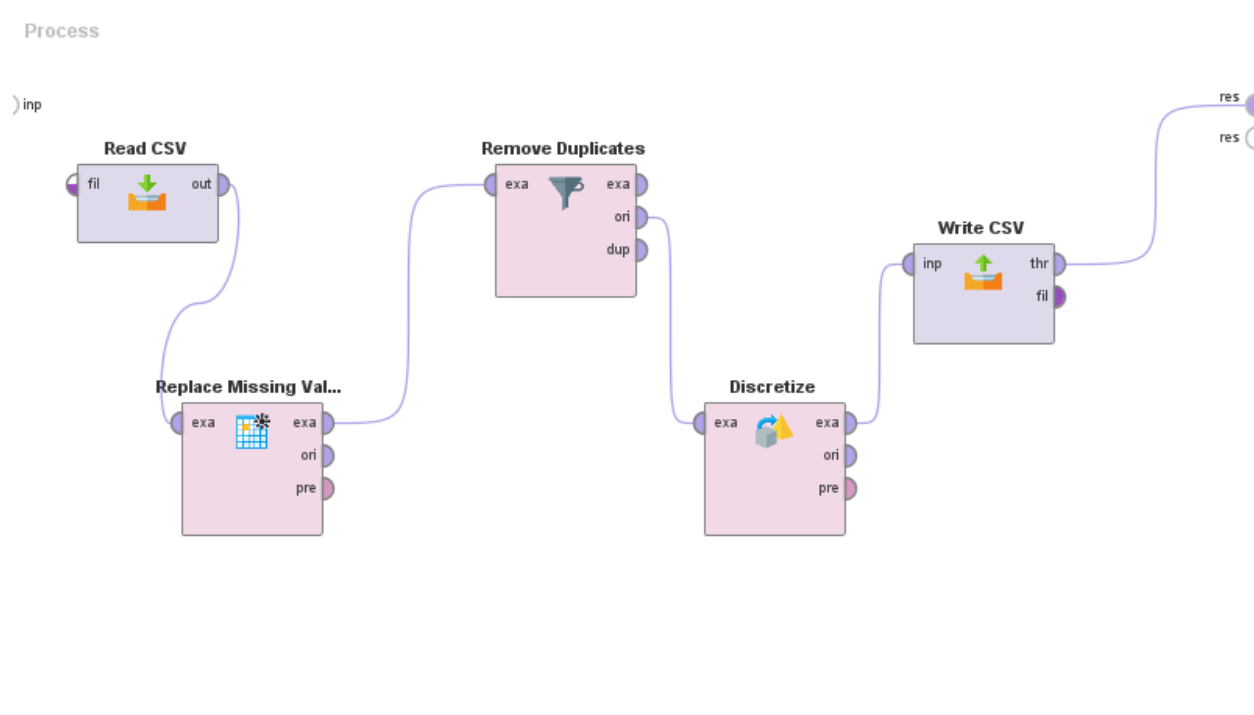 Process
inp
res
res
Read CSV
fil out
Remove Duplicates
exa exa
ori
dup
Write CSV
inp thr
fil
Replace Missing Val...
exa exa
ori
pre
Discretize
exa exa
ori
pre